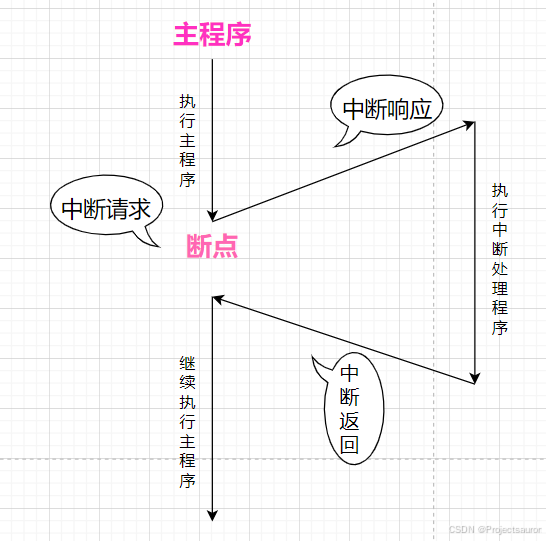 主程序
执行主程序
中断响应
中断请求
执行中断处理程序
断点
中断返回
继续执行主程序
CSDN @Projectsauror